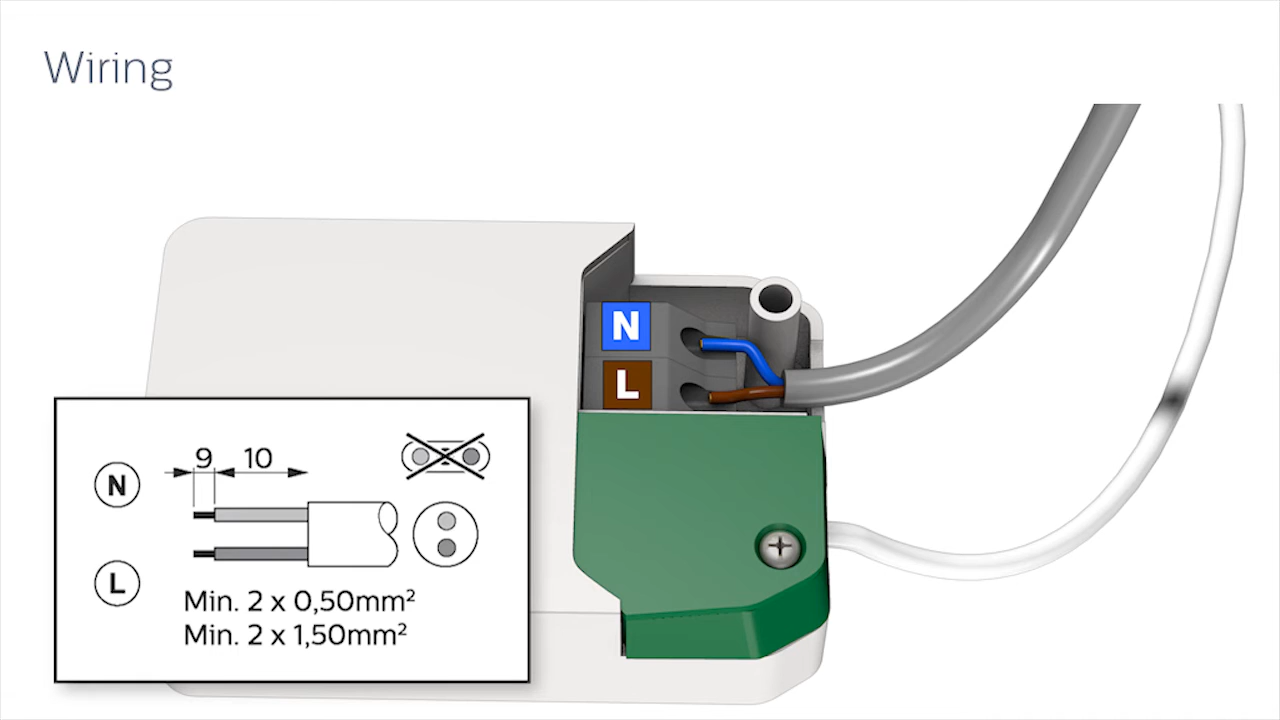 Wiring
N
L
9 10
N
L
Min. 2 x 0,50mm²
Min. 2 x 1,50mm²